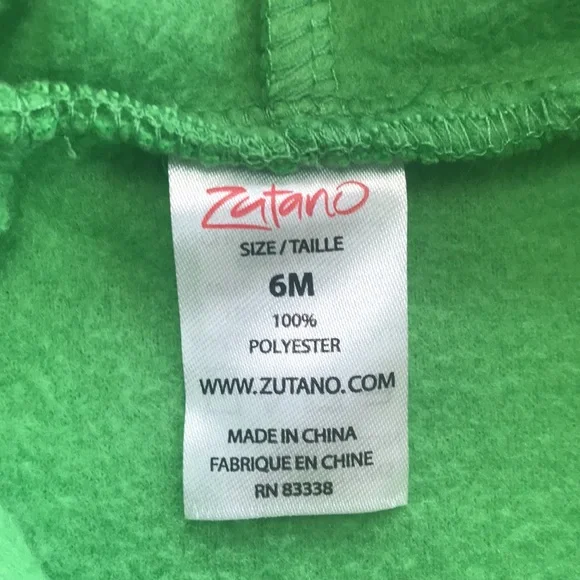 Zutano
SIZE / TAILLE
6M
100%
POLYESTER
WWW.ZUTANO.COM
MADE IN CHINA
FABRIQUE EN CHINE
RN 83338